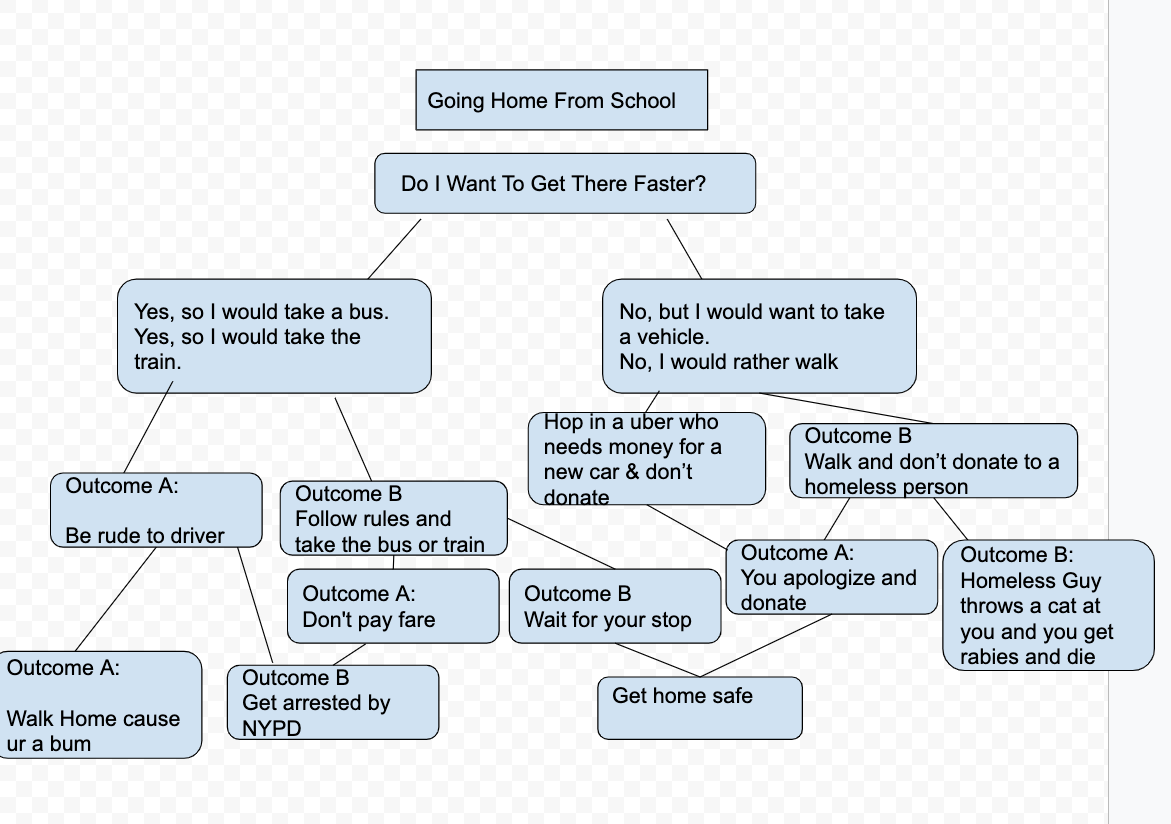 Going Home From School
Do I Want To Get There Faster?
Yes, so I would take a bus.
Yes, so I would take the
train.
No, but I would want to take
a vehicle.
No, I would rather walk
Hop in a uber who
needs money for a
new car & don’t
donate
Outcome B
Walk and don’t donate to a
homeless person
Outcome A:
Be rude to driver
Outcome B
Follow rules and
take the bus or train
Outcome A:
You apologize and
donate
Outcome B:
Homeless Guy
throws a cat at
you and you get
rabies and die
Outcome A:
Don't pay fare
Outcome B
Wait for your stop
Outcome A:
Walk Home cause
ur a bum
Outcome B
Get arrested by
NYPD
Get home safe